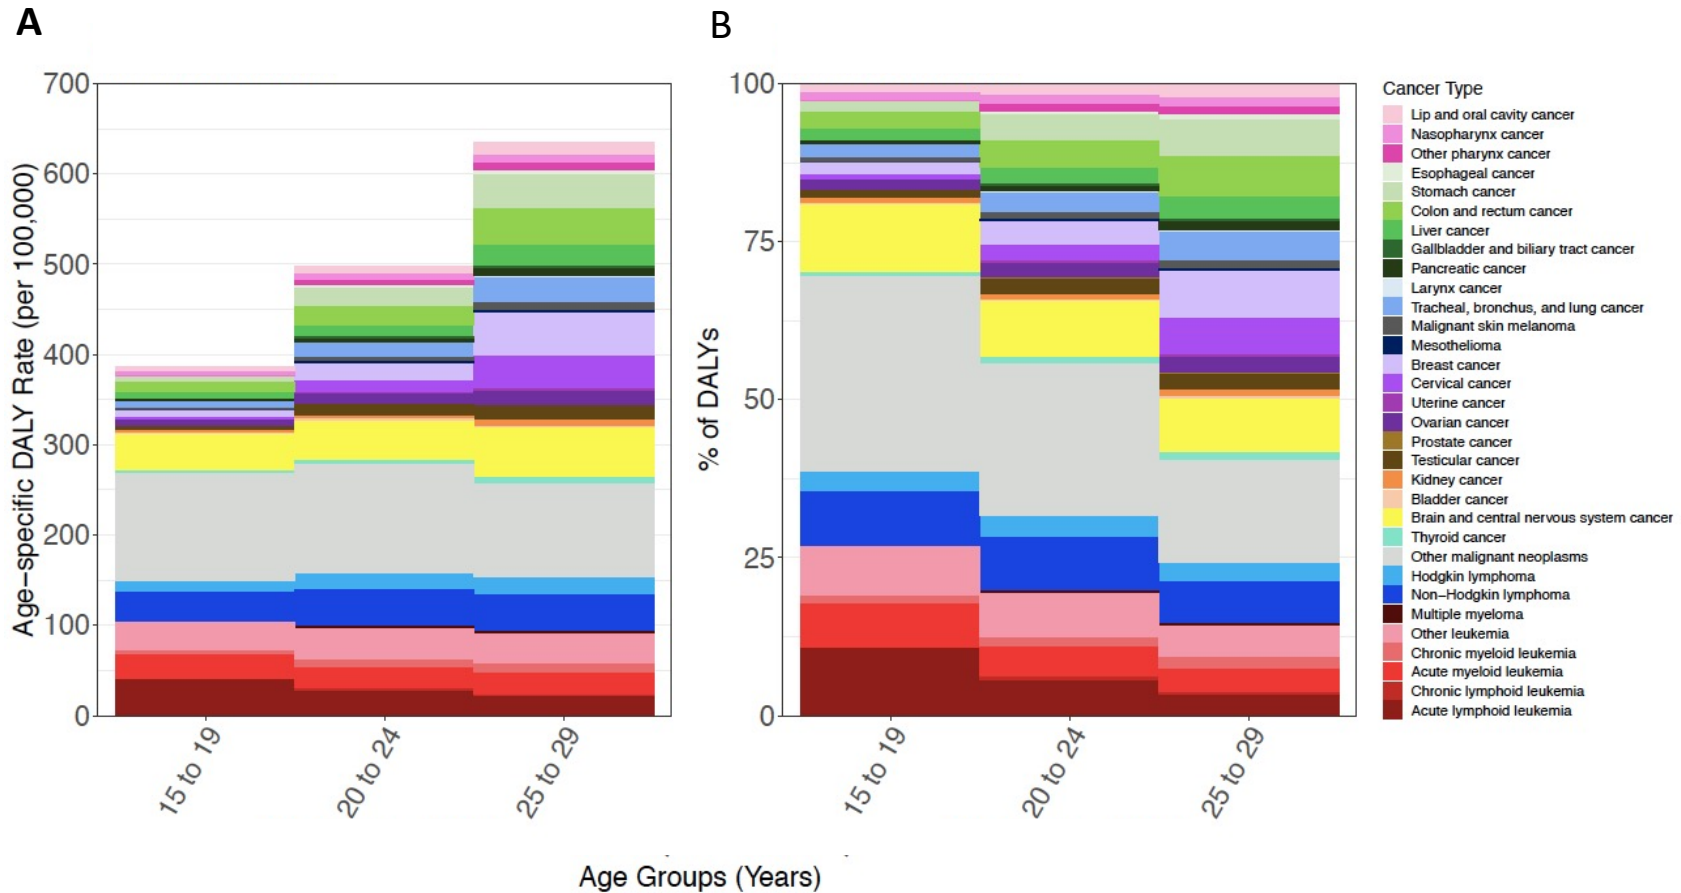 A
B
Age-specific DALY Rate (per 100,000)
700
600
500
400
300
200
100
0
15 to 19
20 to 24
25 to 29
% of DALYs
100
75
50
25
0
15 to 19
20 to 24
25 to 29
Age Groups (Years)
Cancer Type
Lip and oral cavity cancer
Nasopharynx cancer
Other pharynx cancer
Esophageal cancer
Stomach cancer
Colon and rectum cancer
Liver cancer
Gallbladder and biliary tract cancer
Pancreatic cancer
Larynx cancer
Tracheal, bronchus, and lung cancer
Malignant skin melanoma
Mesothelioma
Breast cancer
Cervical cancer
Uterine cancer
Ovarian cancer
Prostate cancer
Testicular cancer
Kidney cancer
Bladder cancer
Brain and central nervous system cancer
Thyroid cancer
Other malignant neoplasms
Hodgkin lymphoma
Non-Hodgkin lymphoma
Multiple myeloma
Other leukemia
Chronic myeloid leukemia
Acute myeloid leukemia
Chronic lymphoid leukemia
Acute lymphoid leukemia